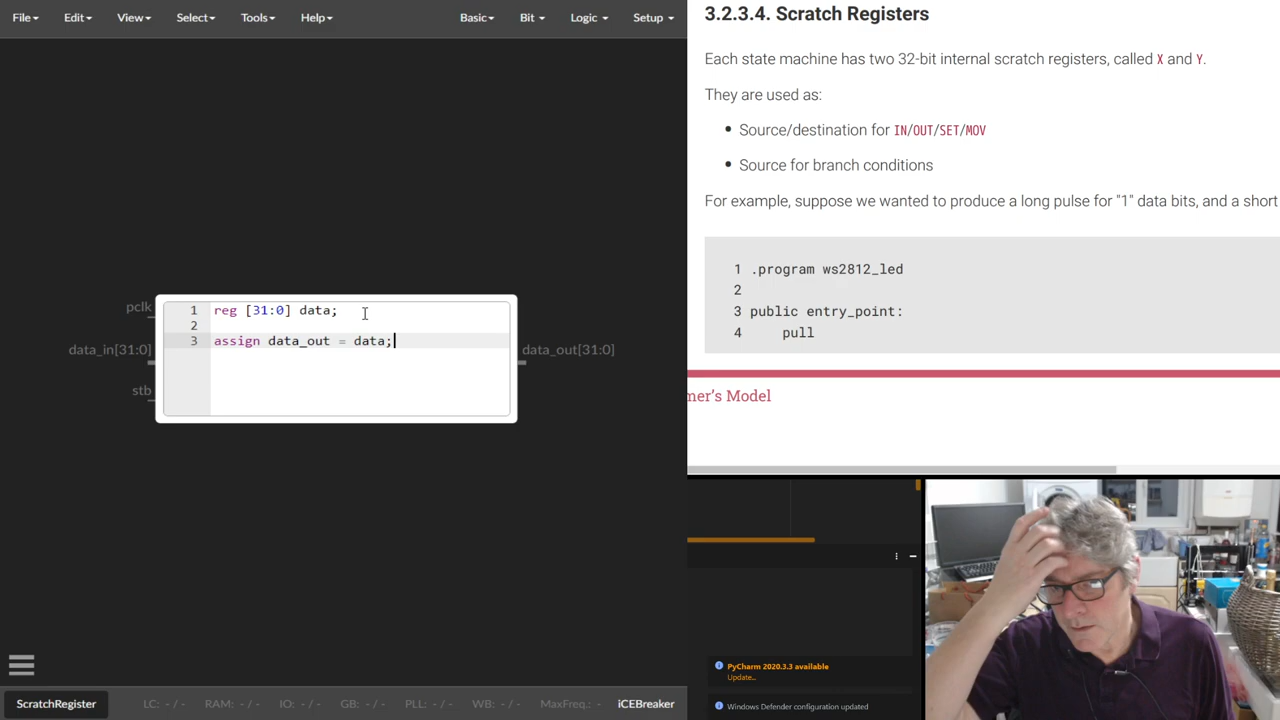 File Edit View Select Tools Help Basic Bit Logic Setup
pclk
data_in[31:0]
stb
1 reg [31:0] data;
2
3 assign data_out = data;
data_out[31:0]
ScratchRegister LC: - / - RAM: - / - IO: - / - GB: - / - PLL: - / - WB: - / - MaxFreq.: - iCEBreaker
3.2.3.4. Scratch Registers
Each state machine has two 32-bit internal scratch registers, called X and Y.
They are used as:
• Source/destination for IN/OUT/SET/MOV
• Source for branch conditions
For example, suppose we wanted to produce a long pulse for "1" data bits, and a short
1 .program ws2812_led
2
3 public entry_point:
4 pull
mer's Model
PyCharm 2020.3.3 available
Update...
Windows Defender configuration updated